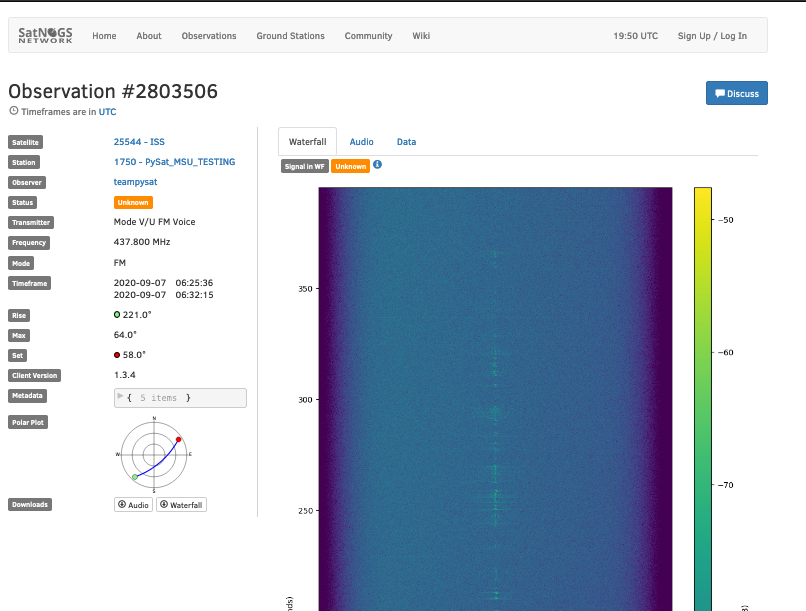 SatNOGS
NETWORK
Home About Observations Ground Stations Community Wiki 19:50 UTC Sign Up / Log In
Observation #2803506
Discuss
Timeframes are in UTC
Satellite 25544 - ISS
Station 1750 - PySat_MSU_TESTING
Observer teampysat
Status Unknown
Transmitter Mode V/U FM Voice
Frequency 437.800 MHz
Mode FM
Timeframe 2020-09-07 06:25:36
2020-09-07 06:32:15
Rise 221.0°
Max 64.0°
Set 58.0°
Client Version 1.3.4
Metadata { 5 items }
Polar Plot
N
W E
S
Downloads Audio Waterfall
Waterfall Audio Data
Signal in WF Unknown
350
300
250
nds)
−50
−60
−70